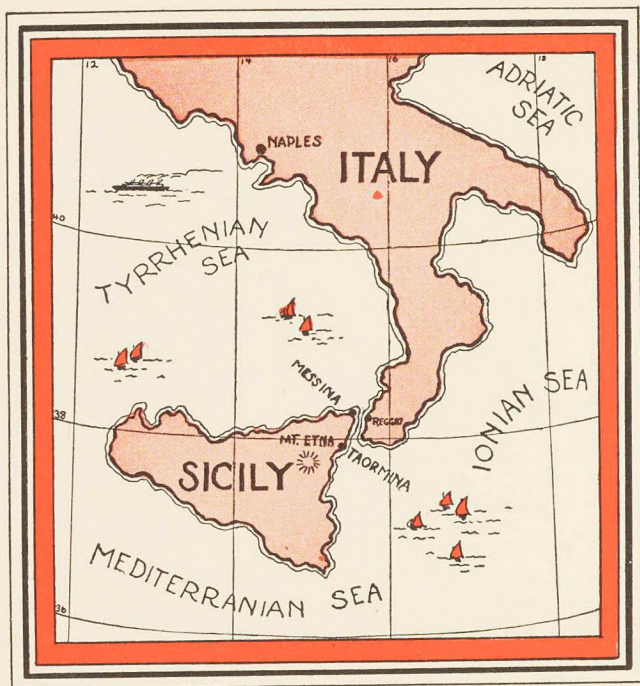 12
14
16
18
ADRIATIC
SEA
NAPLES
ITALY
40
TYRRHENIAN
SEA
MESSINA
IONIAN SEA
38
REGGIO
MT. ETNA
TAORMINA
SICILY
MEDITERRANIAN SEA
36